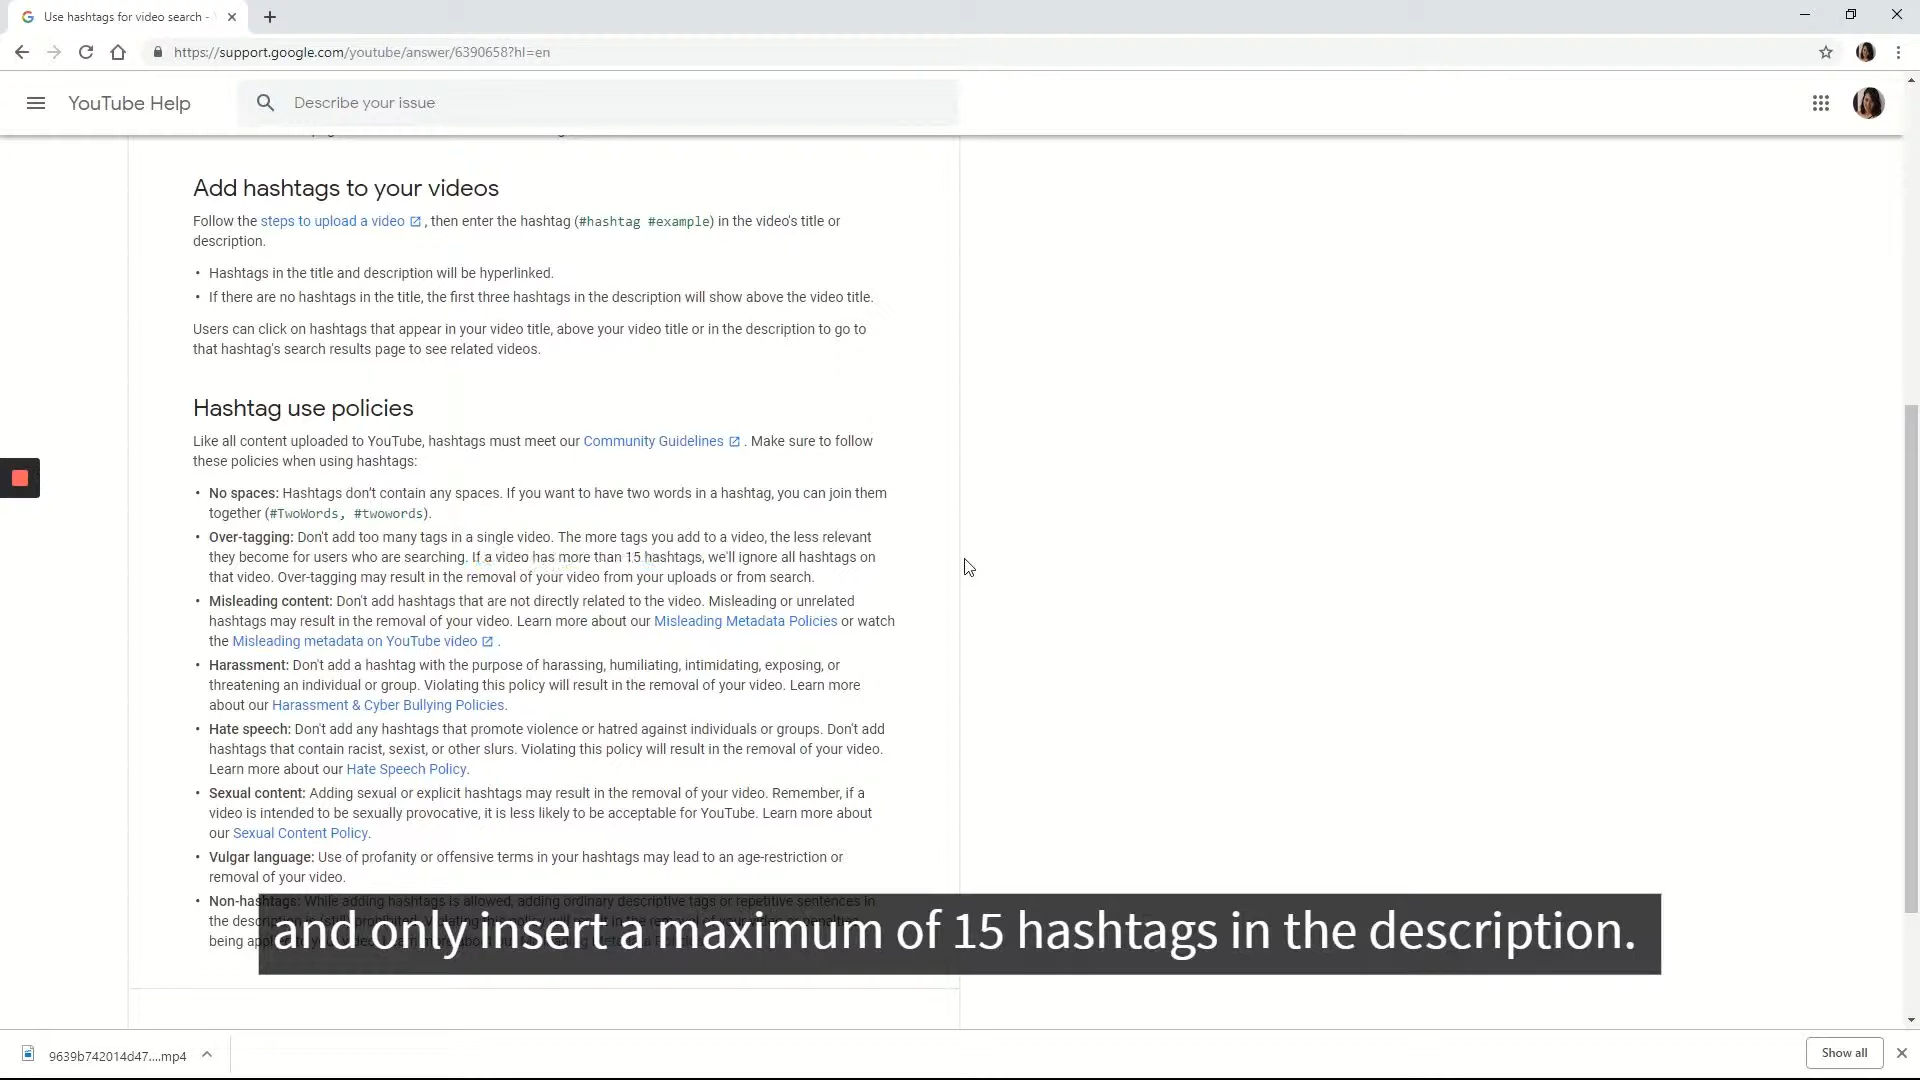 Use hashtags for video search -
https://support.google.com/youtube/answer/6390658?hl=en
YouTube Help
Describe your issue
Add hashtags to your videos
Follow the steps to upload a video , then enter the hashtag (#hashtag #example) in the video's title or
description.
• Hashtags in the title and description will be hyperlinked.
• If there are no hashtags in the title, the first three hashtags in the description will show above the video title.
Users can click on hashtags that appear in your video title, above your video title or in the description to go to
that hashtag's search results page to see related videos.
Hashtag use policies
Like all content uploaded to YouTube, hashtags must meet our Community Guidelines . Make sure to follow
these policies when using hashtags:
• No spaces: Hashtags don't contain any spaces. If you want to have two words in a hashtag, you can join them
together (#TwoWords, #twowords).
• Over-tagging: Don't add too many tags in a single video. The more tags you add to a video, the less relevant
they become for users who are searching. If a video has more than 15 hashtags, we'll ignore all hashtags on
that video. Over-tagging may result in the removal of your video from your uploads or from search.
• Misleading content: Don't add hashtags that are not directly related to the video. Misleading or unrelated
hashtags may result in the removal of your video. Learn more about our Misleading Metadata Policies or watch
the Misleading metadata on YouTube video .
• Harassment: Don't add a hashtag with the purpose of harassing, humiliating, intimidating, exposing, or
threatening an individual or group. Violating this policy will result in the removal of your video. Learn more
about our Harassment & Cyber Bullying Policies.
• Hate speech: Don't add any hashtags that promote violence or hatred against individuals or groups. Don't add
hashtags that contain racist, sexist, or other slurs. Violating this policy will result in the removal of your video.
Learn more about our Hate Speech Policy.
• Sexual content: Adding sexual or explicit hashtags may result in the removal of your video. Remember, if a
video is intended to be sexually provocative, it is less likely to be acceptable for YouTube. Learn more about
our Sexual Content Policy.
• Vulgar language: Use of profanity or offensive terms in your hashtags may lead to an age-restriction or
removal of your video.
• Non-hashtags: While adding hashtags is allowed, adding ordinary descriptive tags or repetitive sentences in
the
being
and only insert a maximum of 15 hashtags in the description.
9639b742014d47....mp4
Show all